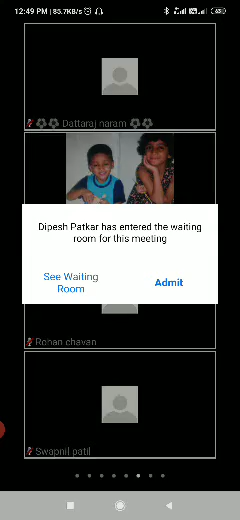 12:49 PM | 83.7KB/s
Dattaraj naram
Dipesh Patkar has entered the waiting
room for this meeting
See Waiting
Room
Admit
Rohan chavan
Swapnil patil